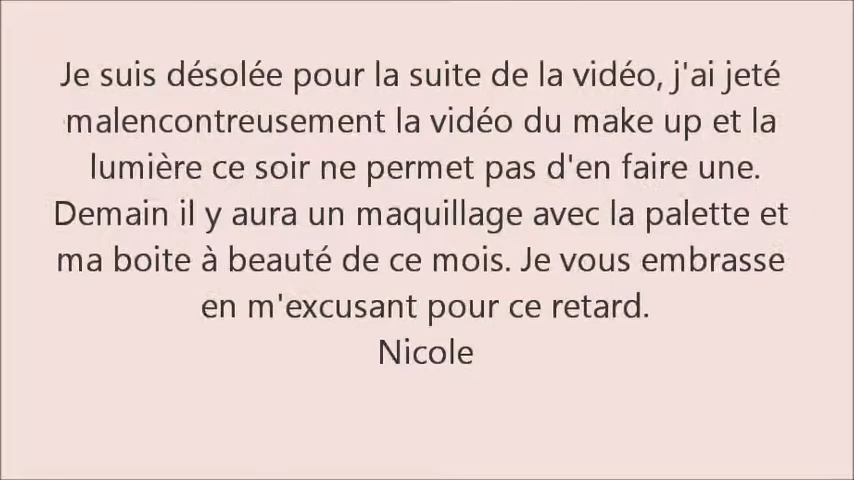 Je suis désolée pour la suite de la vidéo, j'ai jeté
malencontreusement la vidéo du make up et la
lumière ce soir ne permet pas d'en faire une.
Demain il y aura un maquillage avec la palette et
ma boite à beauté de ce mois. Je vous embrasse
en m'excusant pour ce retard.
Nicole